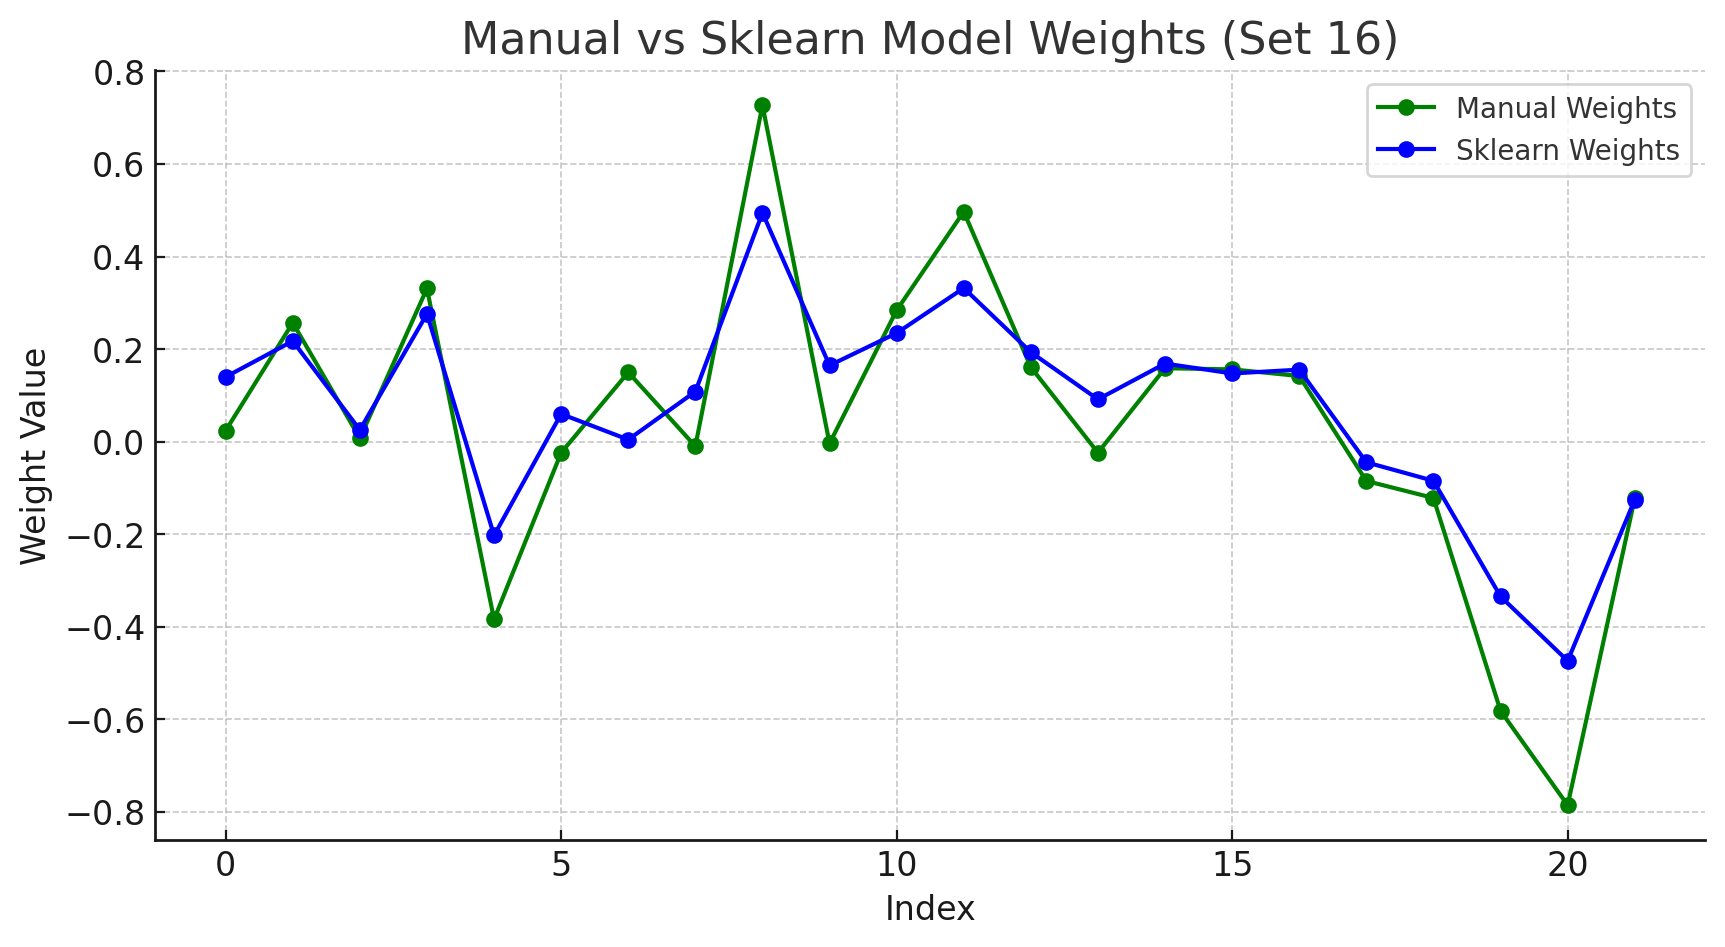 Manual vs Sklearn Model Weights (Set 16)
Manual Weights
Sklearn Weights
0.8
0.6
0.4
0.2
0.0
−0.2
−0.4
−0.6
−0.8
Weight Value
0 5 10 15 20
Index